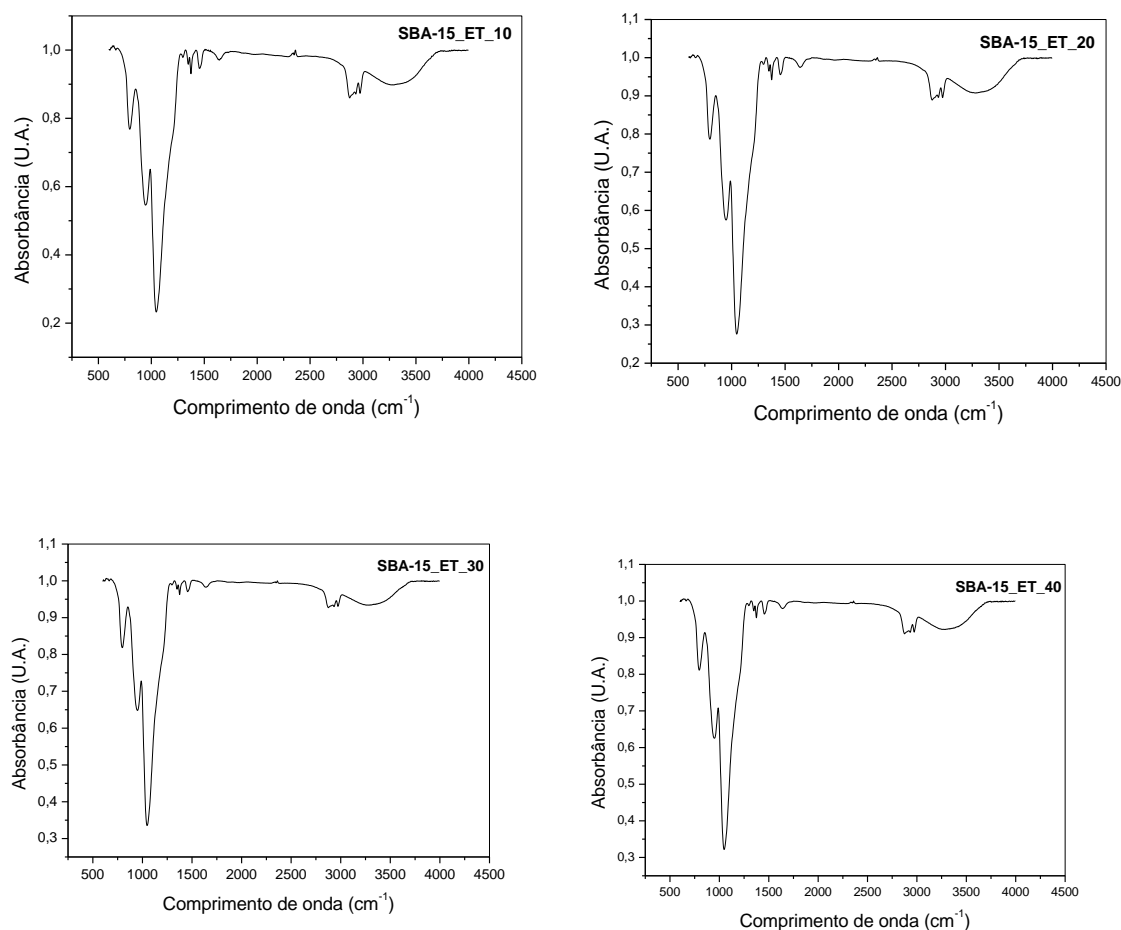 SBA-15_ET_10
Absorbância (U.A.)
1,0
0,8
0,6
0,4
0,2
500 1000 1500 2000 2500 3000 3500 4000 4500
Comprimento de onda (cm-1)
SBA-15_ET_20
Absorbância (U.A.)
1,1
1,0
0,9
0,8
0,7
0,6
0,5
0,4
0,3
0,2
500 1000 1500 2000 2500 3000 3500 4000 4500
Comprimento de onda (cm-1)
SBA-15_ET_30
Absorbância (U.A.)
1,1
1,0
0,9
0,8
0,7
0,6
0,5
0,4
0,3
500 1000 1500 2000 2500 3000 3500 4000 4500
Comprimento de onda (cm-1)
SBA-15_ET_40
Absorbância (U.A.)
1,1
1,0
0,9
0,8
0,7
0,6
0,5
0,4
0,3
500 1000 1500 2000 2500 3000 3500 4000 4500
Comprimento de onda (cm-1)